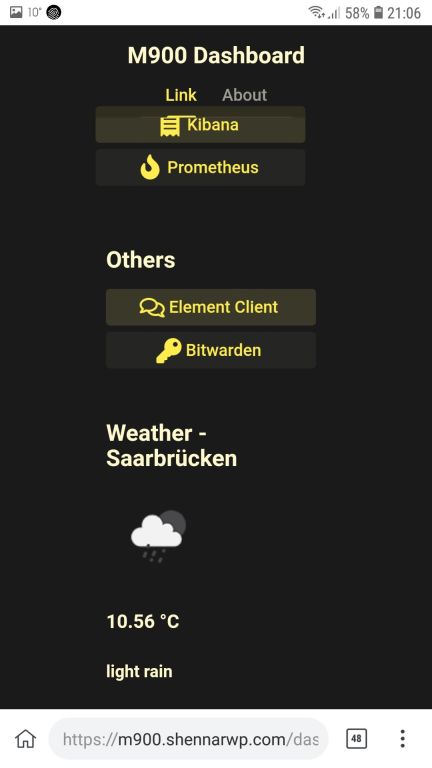 10° 58% 21:06
M900 Dashboard
Link About
Kibana
Prometheus
Others
Element Client
Bitwarden
Weather -
Saarbrücken
10.56 °C
light rain
https://m900.shennarwp.com/das
48